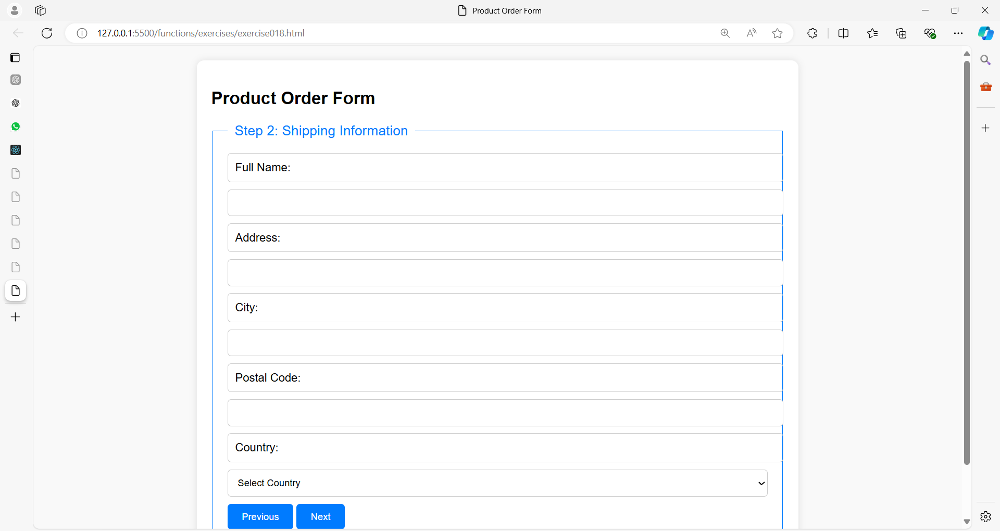 Product Order Form
127.0.0.1:5500/functions/exercises/exercise018.html
Product Order Form
Step 2: Shipping Information
Full Name:
Address:
City:
Postal Code:
Country:
Select Country
Previous Next